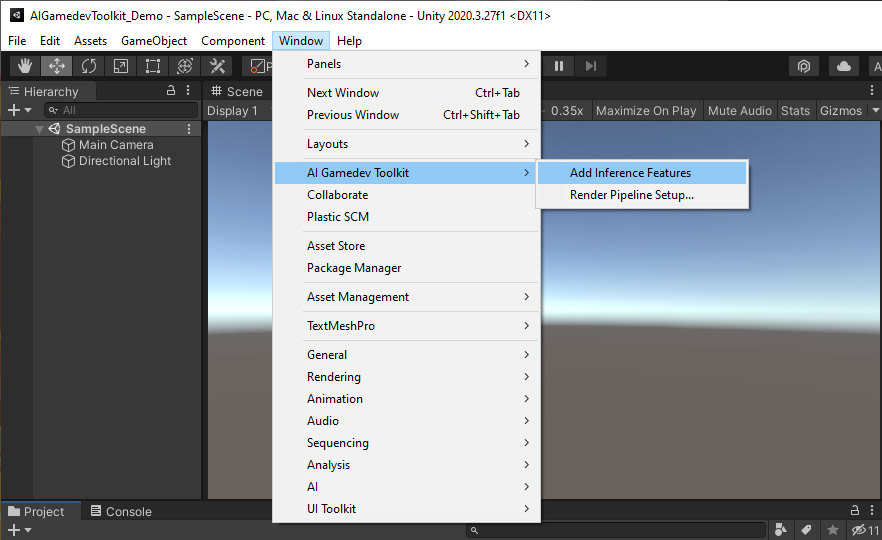 AIGamedevToolkit_Demo - SampleScene - PC, Mac & Linux Standalone - Unity 2020.3.27f1 <DX11>
File Edit Assets GameObject Component Window Help
Hierarchy
All
SampleScene
Main Camera
Directional Light
Scene
Display 1
0.35x Maximize On Play Mute Audio Stats Gizmos
Panels
Next Window Ctrl+Tab
Previous Window Ctrl+Shift+Tab
Layouts
AI Gamedev Toolkit
Add Inference Features
Render Pipeline Setup...
Collaborate
Plastic SCM
Asset Store
Package Manager
Asset Management
TextMeshPro
General
Rendering
Animation
Audio
Sequencing
Analysis
AI
UI Toolkit
Project Console
11